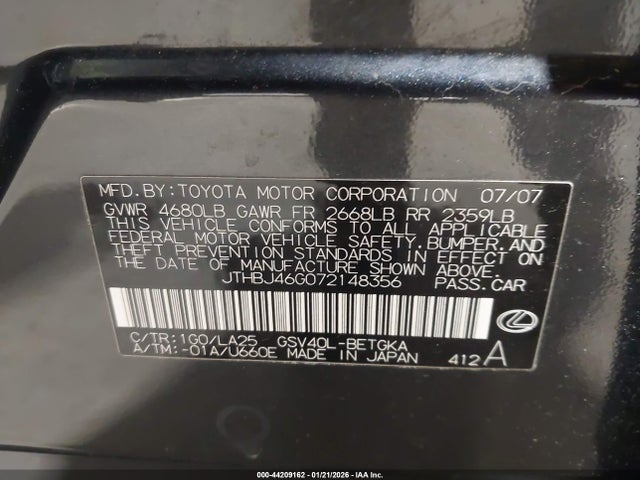 MFD. BY: TOYOTA MOTOR CORPORATION 07/07
GVWR 4680LB GAWR FR 2668LB RR 2359LB
THIS VEHICLE CONFORMS TO ALL APPLICABLE
FEDERAL MOTOR VEHICLE SAFETY, BUMPER, AND
THEFT PREVENTION STANDARDS IN EFFECT ON
THE DATE OF MANUFACTURE SHOWN ABOVE.
JTHBJ46G072148356 PASS.CAR
C/TR:1G0/LA25 GSV40L-BETGKA
A/TM:-01A/U660E MADE IN JAPAN 412A
000-44209162 - 01/21/2026 - IAA Inc.